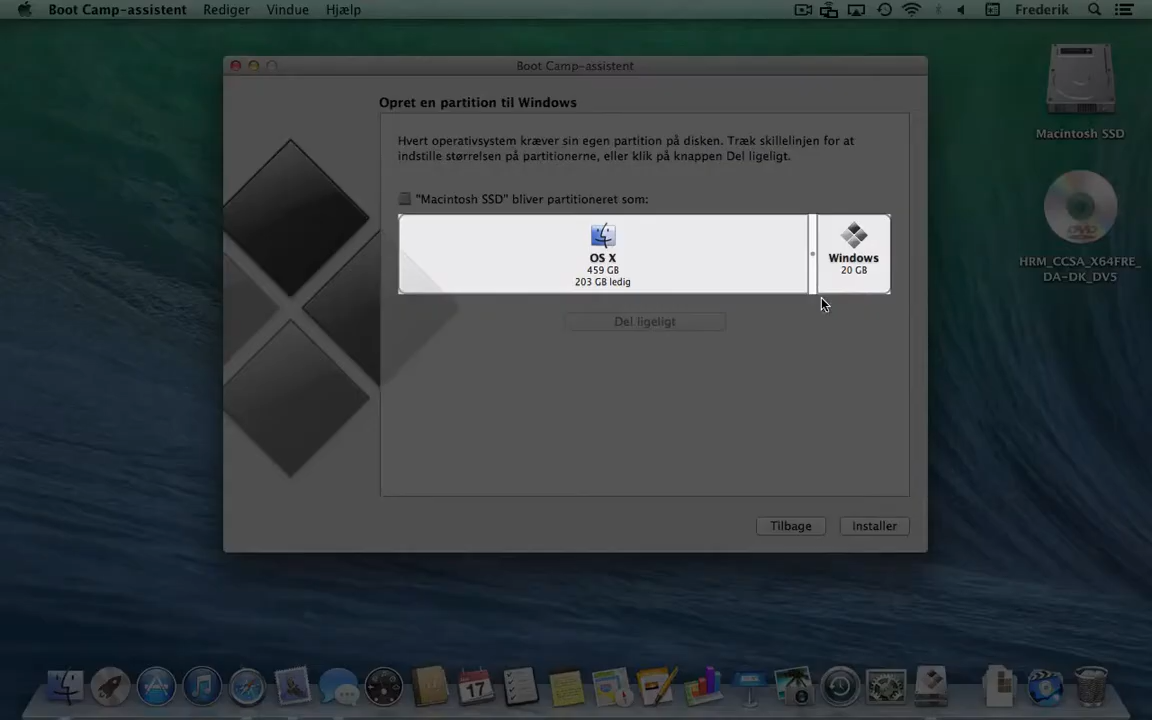 Boot Camp-assistent Rediger Vindue Hjælp Frederik
Boot Camp-assistent
Opret en partition til Windows
Hvert operativsystem kræver sin egen partition på disken. Træk skillelinjen for at
indstille størrelsen på partitionerne, eller klik på knappen Del ligeligt.
"Macintosh SSD" bliver partitioneret som:
OS X
459 GB
203 GB ledig
Windows
20 GB
Del ligeligt
Tilbage Installer
Macintosh SSD
DVD
HRM_CCSA_X64FRE_
DA-DK_DV5
17